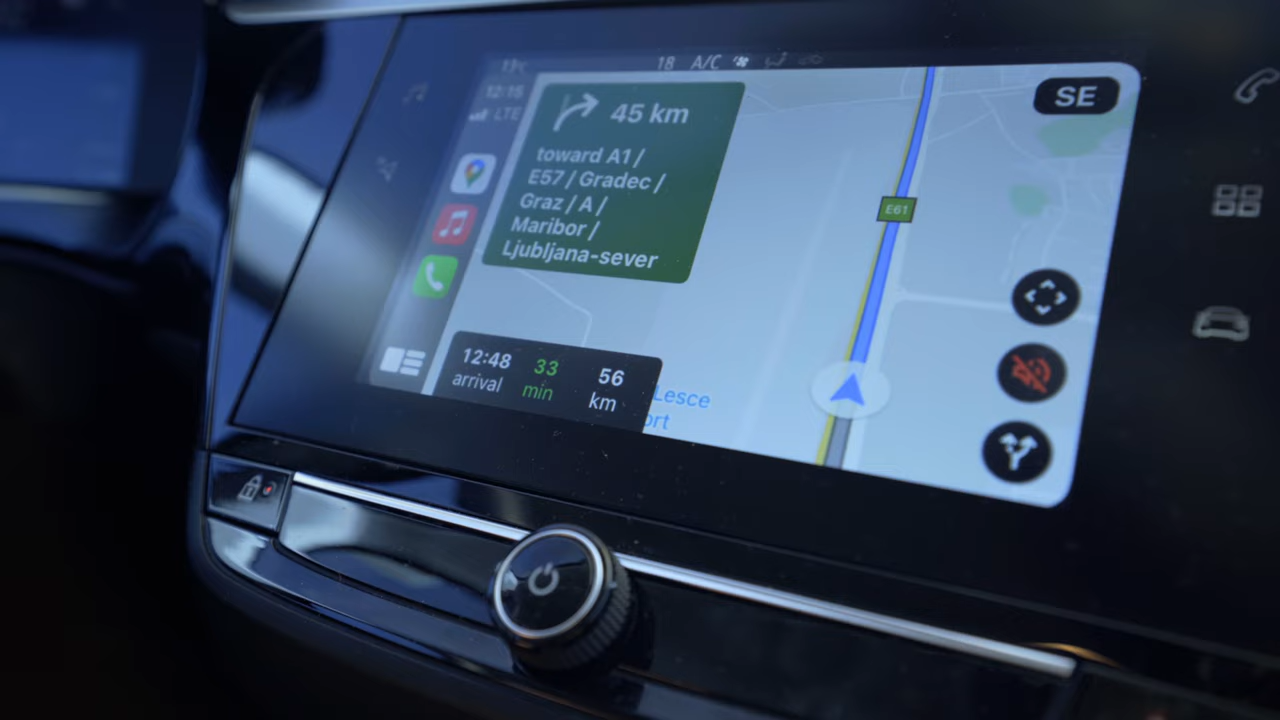 18 A/C
12:15
LTE
45 km
toward A1 /
E57 / Gradec /
Graz / A /
Maribor /
Ljubljana-sever
SE
E61
12:48 33 56
arrival min km
Lesce
ort